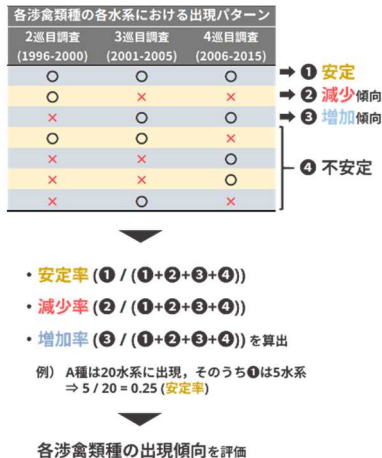 各渉禽類種の各水系における出現パターン
2巡目調査 3巡目調査 4巡目調査
(1996-2000) (2001-2005) (2006-2015)
○ ○ ○ ➡ ❶ 安定
○ × × ➡ ❷ 減少傾向
× ○ ○ ➡ ❸ 増加傾向
○ ○ ×
× × ○ ❹ 不安定
× × ○
× ○ ×
・安定率 (❶ / (❶+❷+❸+❹))
・減少率 (❷ / (❶+❷+❸+❹))
・増加率 (❸ / (❶+❷+❸+❹)) を算出
例） A種は20水系に出現，そのうち❶は5水系
⇒ 5 / 20 = 0.25 (安定率)
各渉禽類種の出現傾向を評価